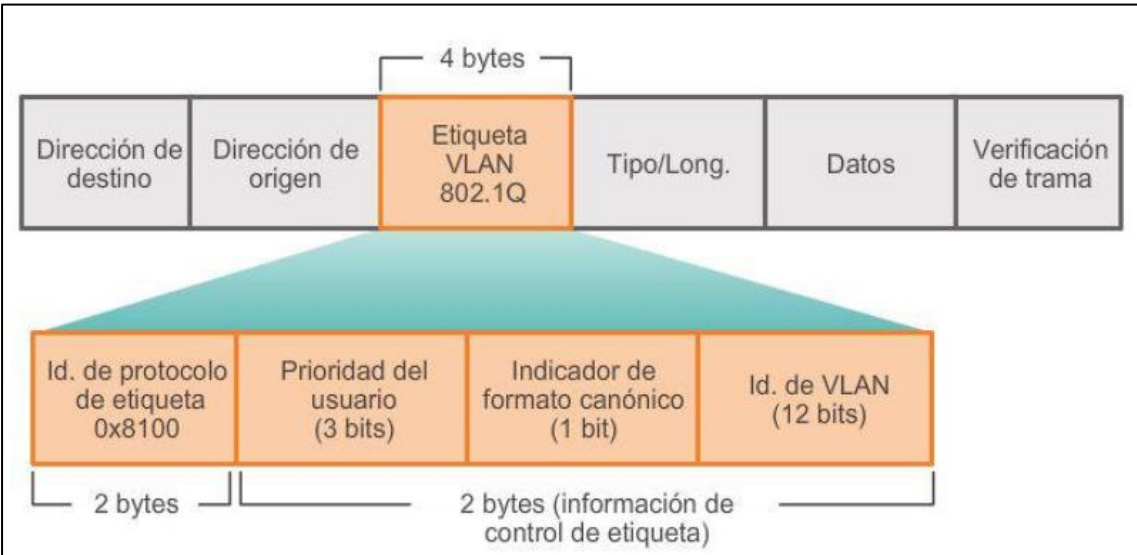 4 bytes
Dirección de
destino
Dirección de
origen
Etiqueta
VLAN
802.1Q
Tipo/Long.
Datos
Verificación
de trama
Id. de protocolo
de etiqueta
0x8100
Prioridad del
usuario
(3 bits)
Indicador de
formato canónico
(1 bit)
Id. de VLAN
(12 bits)
2 bytes
2 bytes (información de
control de etiqueta)